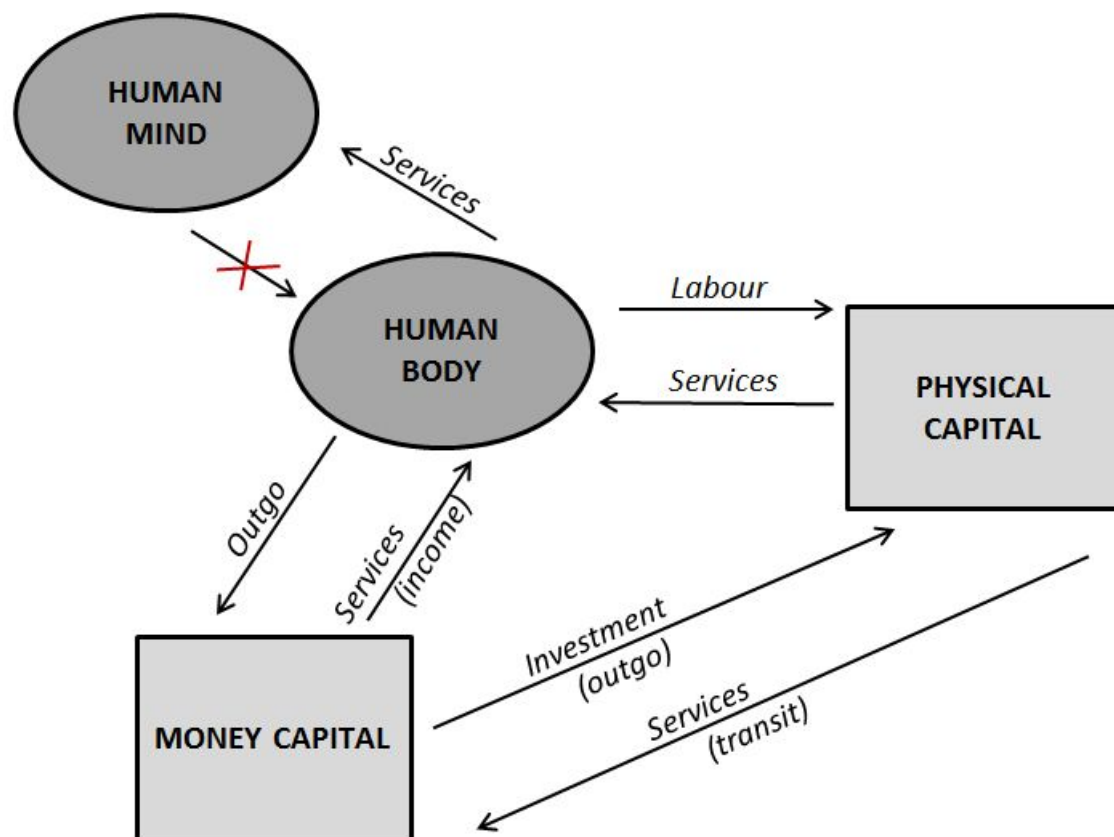 HUMAN
MIND
Services
HUMAN
BODY
Labour
Services
PHYSICAL
CAPITAL
Outgo
Services
(income)
Investment
(outgo)
Services
(transit)
MONEY CAPITAL